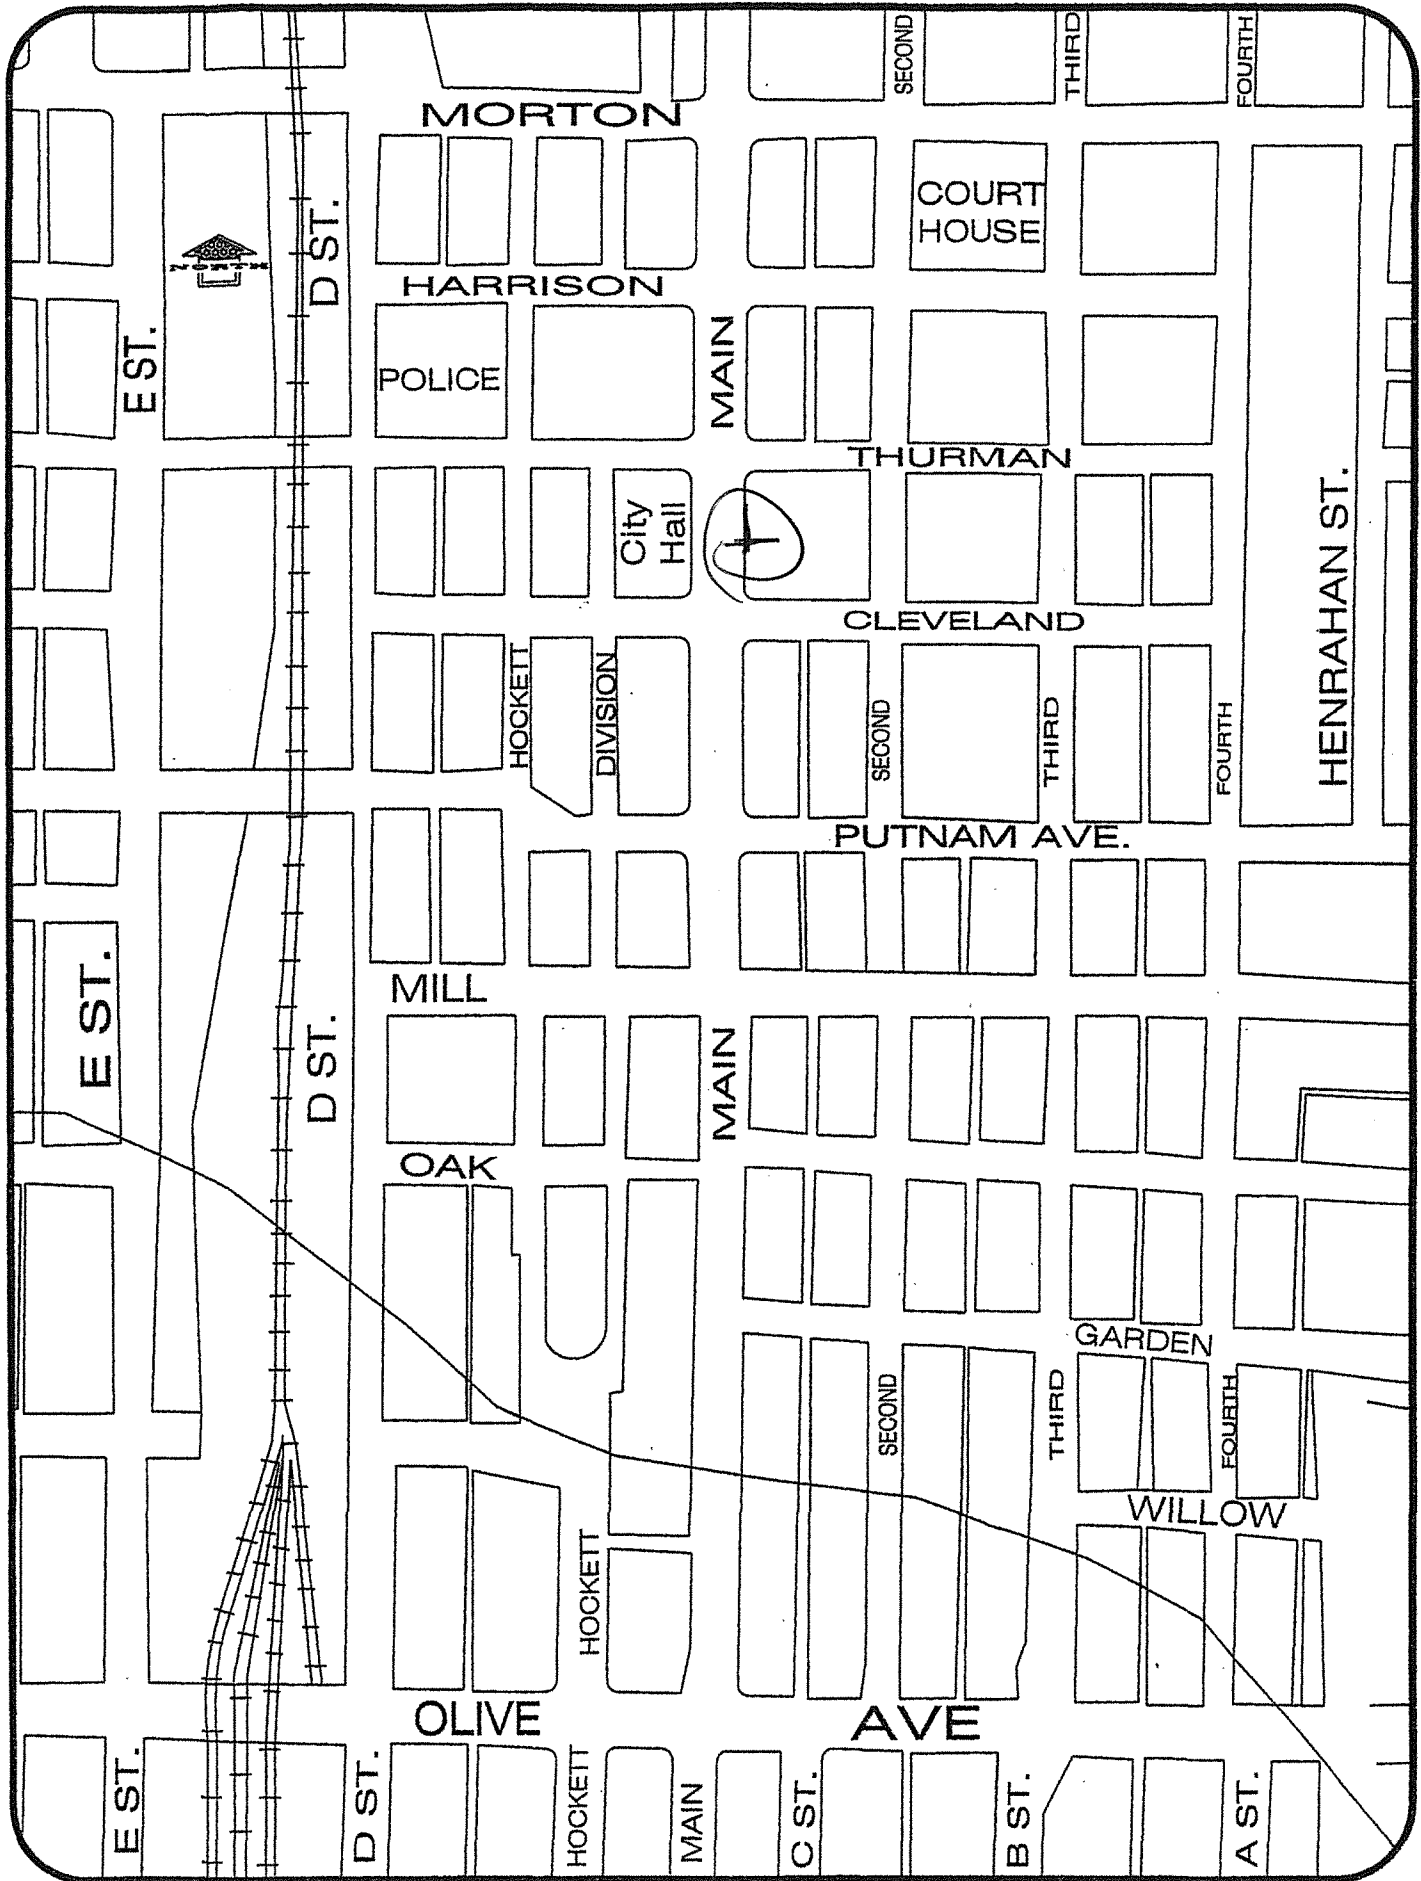 SECOND
THIRD
FOURTH
MORTON
COURT
HOUSE
NORTH
D ST.
HARRISON
E ST.
POLICE
MAIN
THURMAN
City
Hall
HENRAHAN ST.
CLEVELAND
HOCKETT
DIVISION
SECOND
THIRD
FOURTH
PUTNAM AVE.
E ST.
MILL
D ST.
MAIN
OAK
GARDEN
SECOND
THIRD
FOURTH
WILLOW
HOCKETT
OLIVE
AVE
E ST.
D ST.
HOCKETT
MAIN
C ST.
B ST.
A ST.